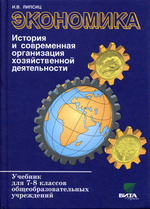 И.В. ЛИПСИЦ
ЭКОНОМИКА
История и современная
организация
хозяйственной
деятельности
Учебник
для 7-8 классов
общеобразовательных
учреждений
ВИТА